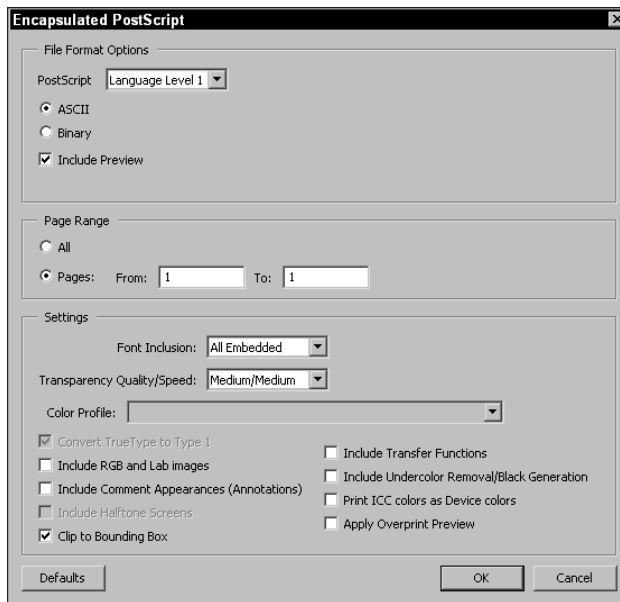 Encapsulated PostScript
File Format Options
PostScript Language Level 1
ASCII
Binary
Include Preview
Page Range
All
Pages: From: 1 To: 1
Settings
Font Inclusion: All Embedded
Transparency Quality/Speed: Medium/Medium
Color Profile:
Convert TrueType to Type 1
Include RGB and Lab images
Include Comment Appearances (Annotations)
Include Halftone Screens
Clip to Bounding Box
Include Transfer Functions
Include Undercolor Removal/Black Generation
Print ICC colors as Device colors
Apply Overprint Preview
Defaults OK Cancel